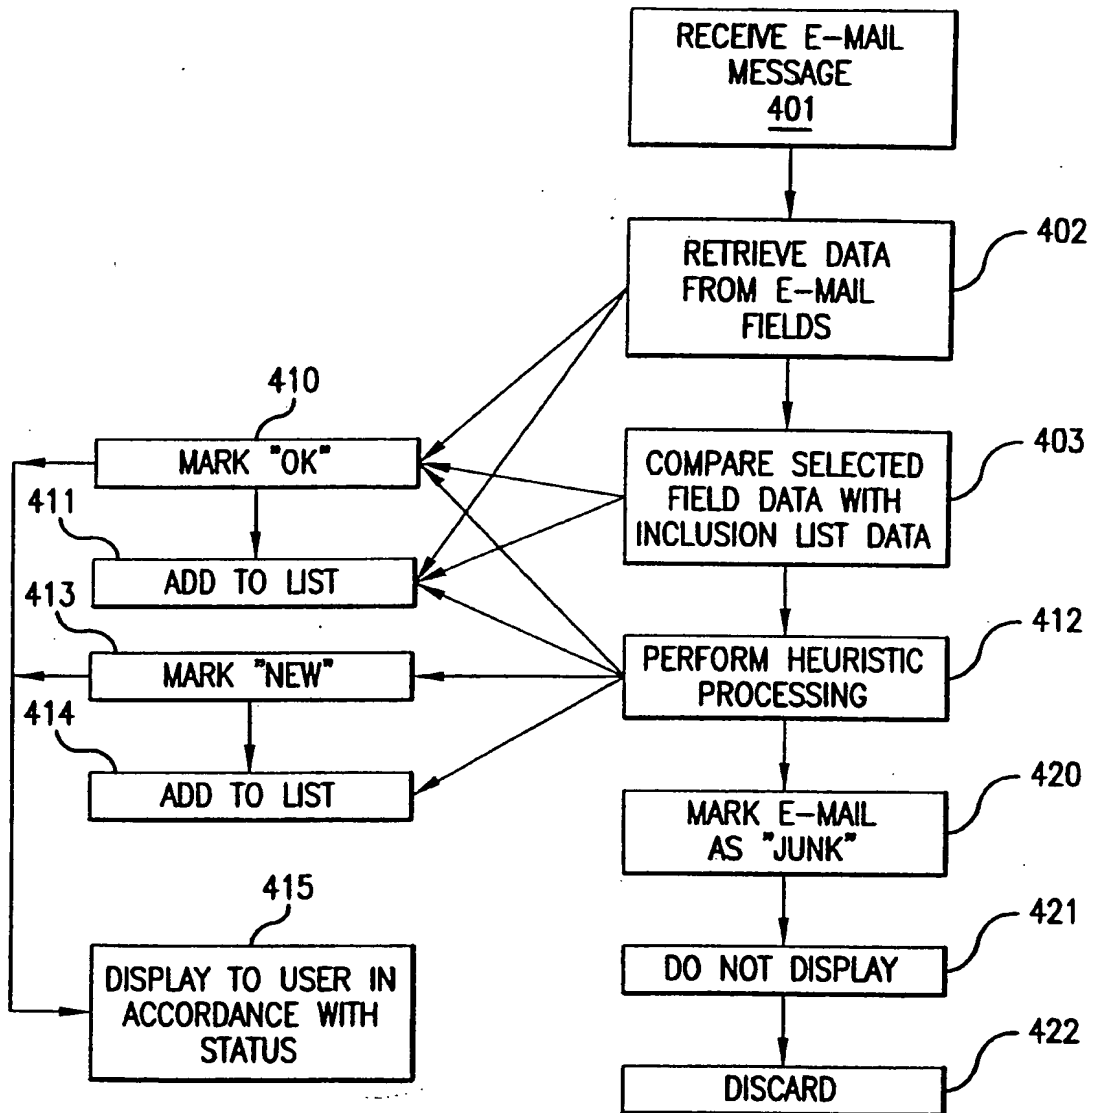 RECEIVE E-MAIL
MESSAGE
401
RETRIEVE DATA
FROM E-MAIL
FIELDS
402
410
MARK "OK"
COMPARE SELECTED
FIELD DATA WITH
INCLUSION LIST DATA
403
411
ADD TO LIST
413
MARK "NEW"
PERFORM HEURISTIC
PROCESSING
412
414
ADD TO LIST
MARK E-MAIL
AS "JUNK"
420
415
DISPLAY TO USER IN
ACCORDANCE WITH
STATUS
DO NOT DISPLAY
421
DISCARD
422